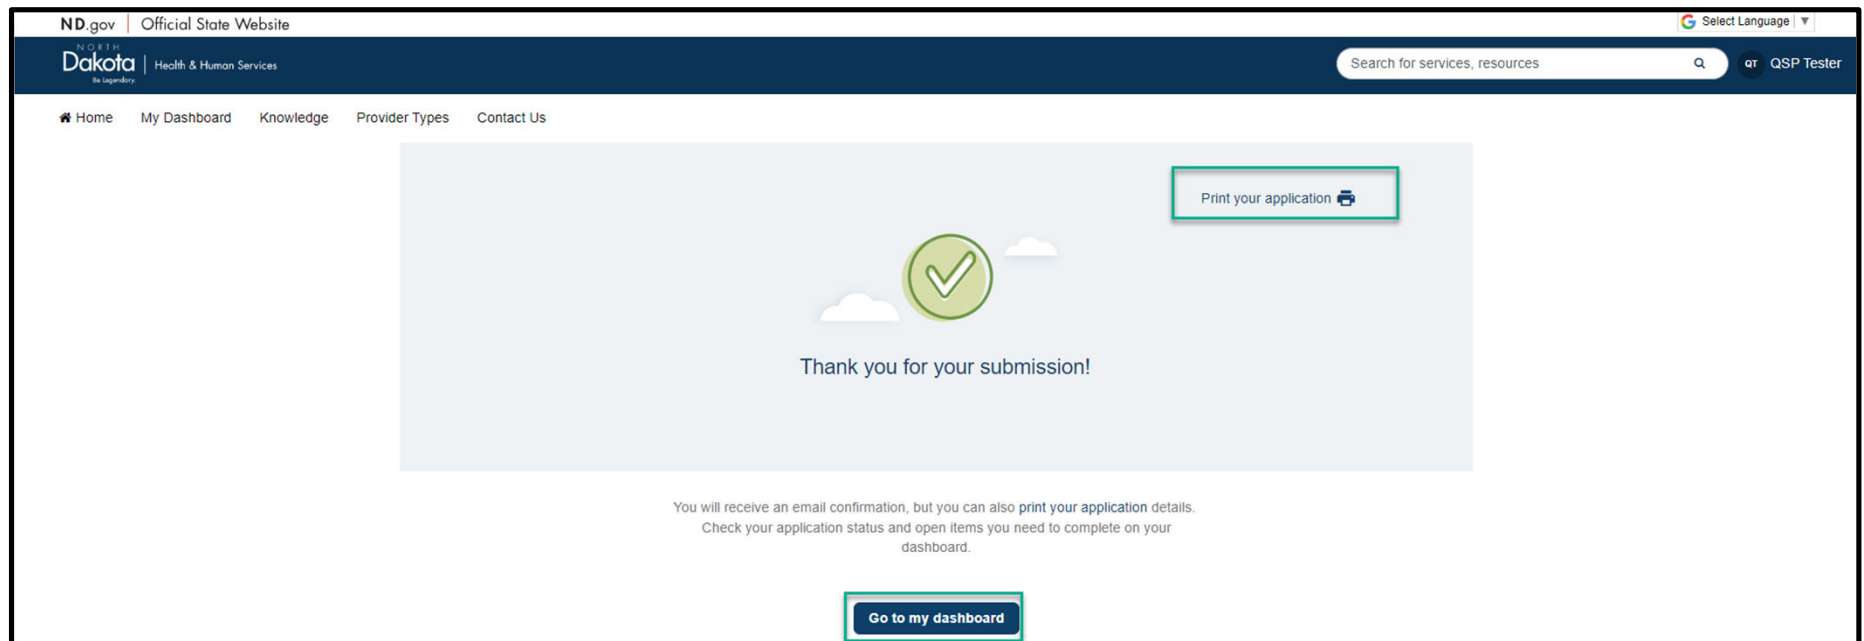 ND.gov | Official State Website
Select Language ▼
NORTH
Dakota | Health & Human Services
Be Legendary.
Search for services, resources
QT QSP Tester
Home My Dashboard Knowledge Provider Types Contact Us
Print your application
Thank you for your submission!
You will receive an email confirmation, but you can also print your application details.
Check your application status and open items you need to complete on your
dashboard.
Go to my dashboard